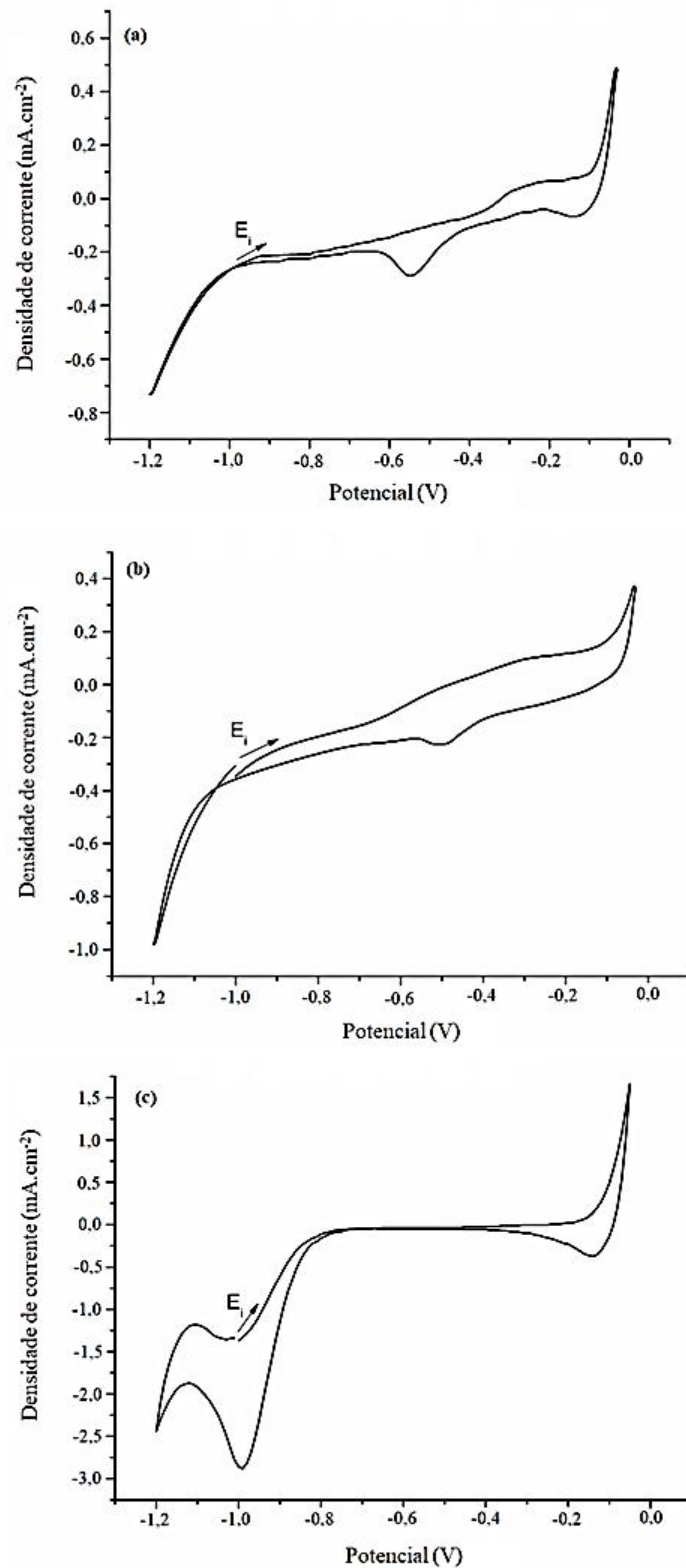 (a)
Densidade de corrente (mA.cm-2)
0,6
0,4
0,2
0,0
-0,2
-0,4
-0,6
-0,8
Ei
-1,2 -1,0 -0,8 -0,6 -0,4 -0,2 0,0
Potencial (V)
(b)
Densidade de corrente (mA.cm-2)
0,4
0,2
0,0
-0,2
-0,4
-0,6
-0,8
-1,0
Ei
-1,2 -1,0 -0,8 -0,6 -0,4 -0,2 0,0
Potencial (V)
(c)
Densidade de corrente (mA.cm-2)
1,5
1,0
0,5
0,0
-0,5
-1,0
-1,5
-2,0
-2,5
-3,0
Ei
-1,2 -1,0 -0,8 -0,6 -0,4 -0,2 0,0
Potencial (V)